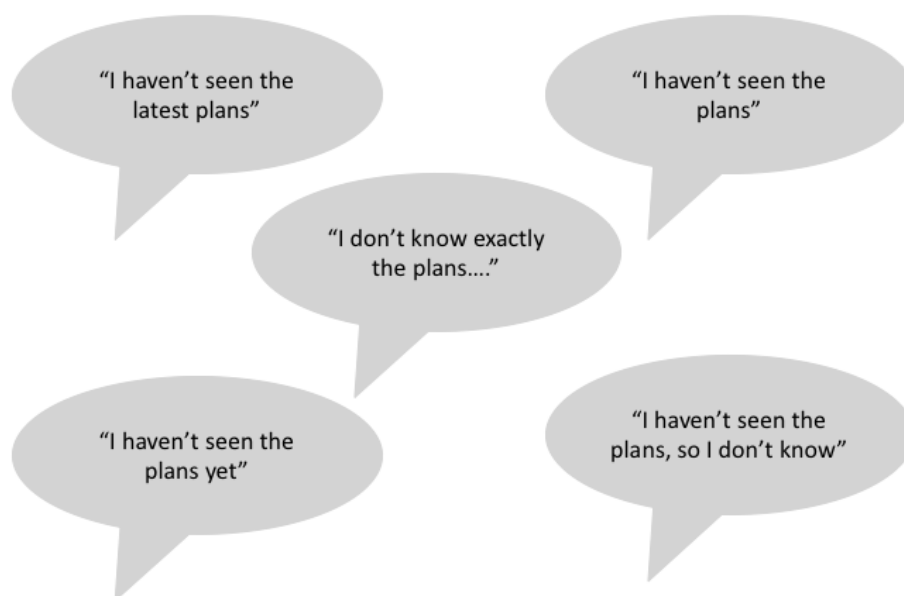 “I haven’t seen the
latest plans”
“I haven’t seen the
plans”
“I don’t know exactly
the plans....”
“I haven’t seen the
plans yet”
“I haven’t seen the
plans, so I don’t know”